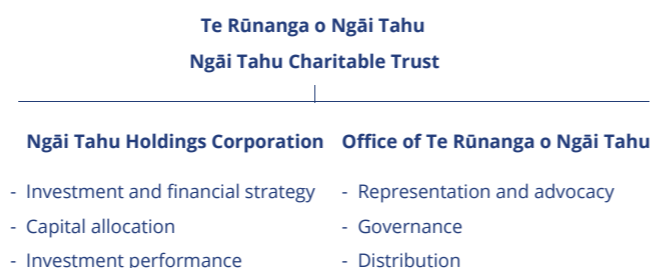 Te Rūnanga o Ngāi Tahu
Ngāi Tahu Charitable Trust
Ngāi Tahu Holdings Corporation
- Investment and financial strategy
- Capital allocation
- Investment performance
Office of Te Rūnanga o Ngāi Tahu
- Representation and advocacy
- Governance
- Distribution